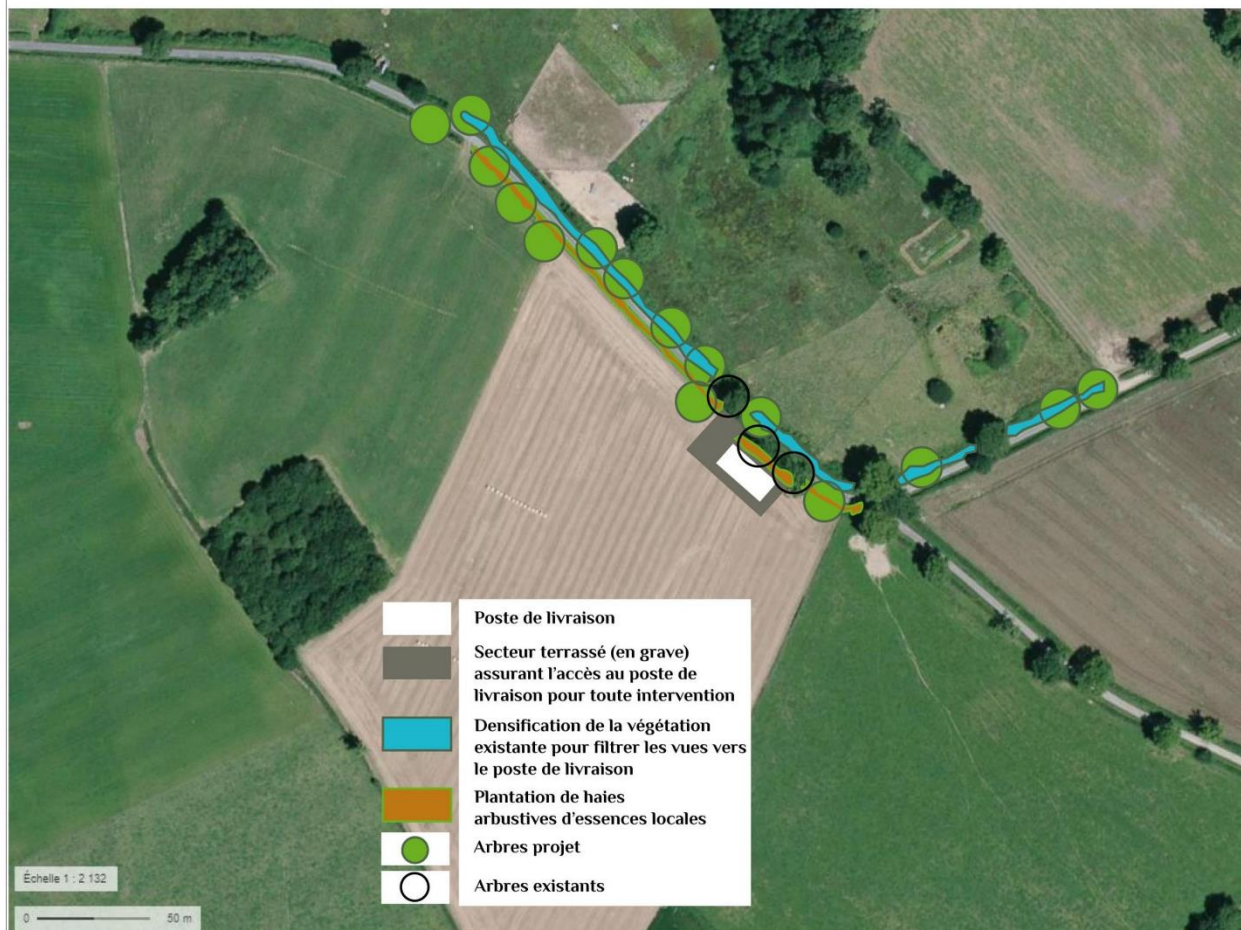 Poste de livraison
Secteur terrassé (en grave)
assurant l'accès au poste de
livraison pour toute intervention
Densification de la végétation
existante pour filtrer les vues vers
le poste de livraison
Plantation de haies
arbustives d'essences locales
Arbres projet
Arbres existants
Échelle 1 : 2 132
0 50 m